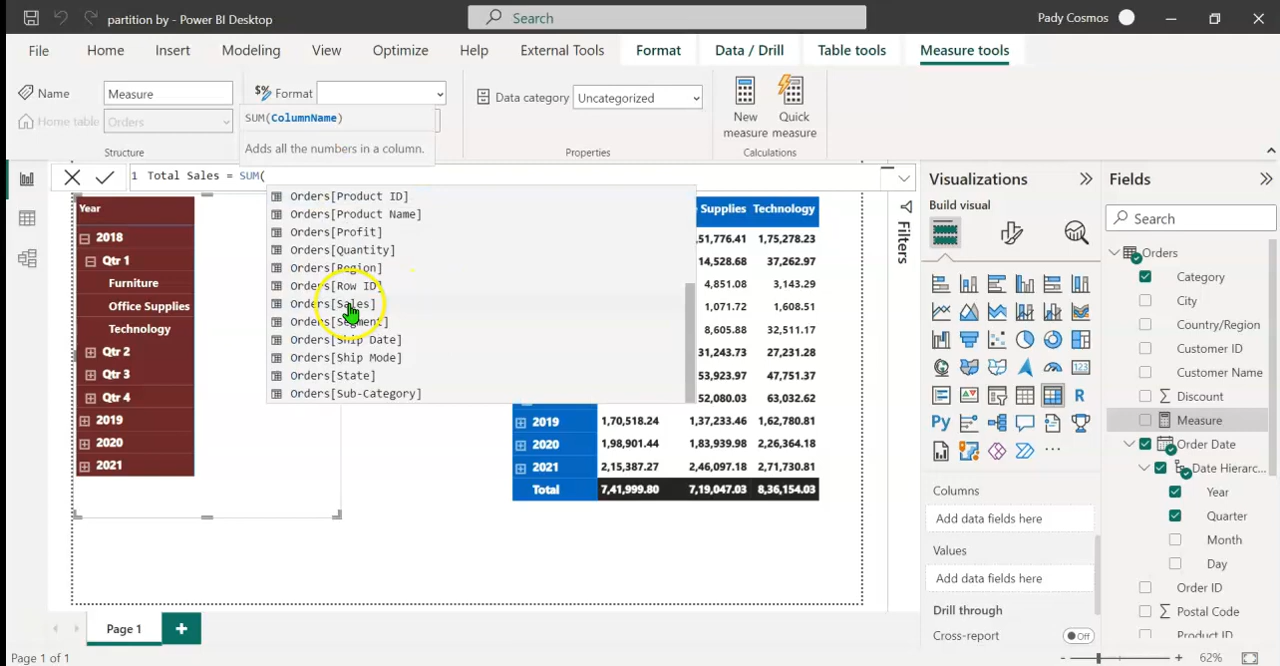 partition by - Power BI Desktop
Search
Pady Cosmos
File Home Insert Modeling View Optimize Help External Tools Format Data / Drill Table tools Measure tools
Name Measure
$% Format
Data category Uncategorized
New measure
Quick measure
Home table Orders
SUM(ColumnName)
Adds all the numbers in a column.
Structure
Properties
Calculations
1 Total Sales = SUM(
Orders[Product ID]
Orders[Product Name]
Orders[Profit]
Orders[Quantity]
Orders[Region]
Orders[Row ID]
Orders[Sales]
Orders[Segment]
Orders[Ship Date]
Orders[Ship Mode]
Orders[State]
Orders[Sub-Category]
Year
2018
Qtr 1
Furniture
Office Supplies
Technology
Qtr 2
Qtr 3
Qtr 4
2019
2020
2021
Supplies Technology
,51,776.41 1,75,278.23
14,528.68 37,262.97
4,851.08 3,143.29
1,071.72 1,608.51
8,605.88 32,511.17
31,243.73 27,231.28
53,923.97 47,751.37
52,080.03 63,032.62
2019 1,70,518.24 1,37,233.46 1,62,780.81
2020 1,98,901.44 1,83,939.98 2,26,364.18
2021 2,15,387.27 2,46,097.18 2,71,730.81
Total 7,41,999.80 7,19,047.03 8,36,154.03
Filters
Visualizations
Build visual
Py
R
123
...
Columns
Add data fields here
Values
Add data fields here
Drill through
Cross-report
Off
Fields
Search
Orders
Category
City
Country/Region
Customer ID
Customer Name
Discount
Measure
Order Date
Date Hierarc...
Year
Quarter
Month
Day
Order ID
Postal Code
Product ID
Page 1
Page 1 of 1
62%